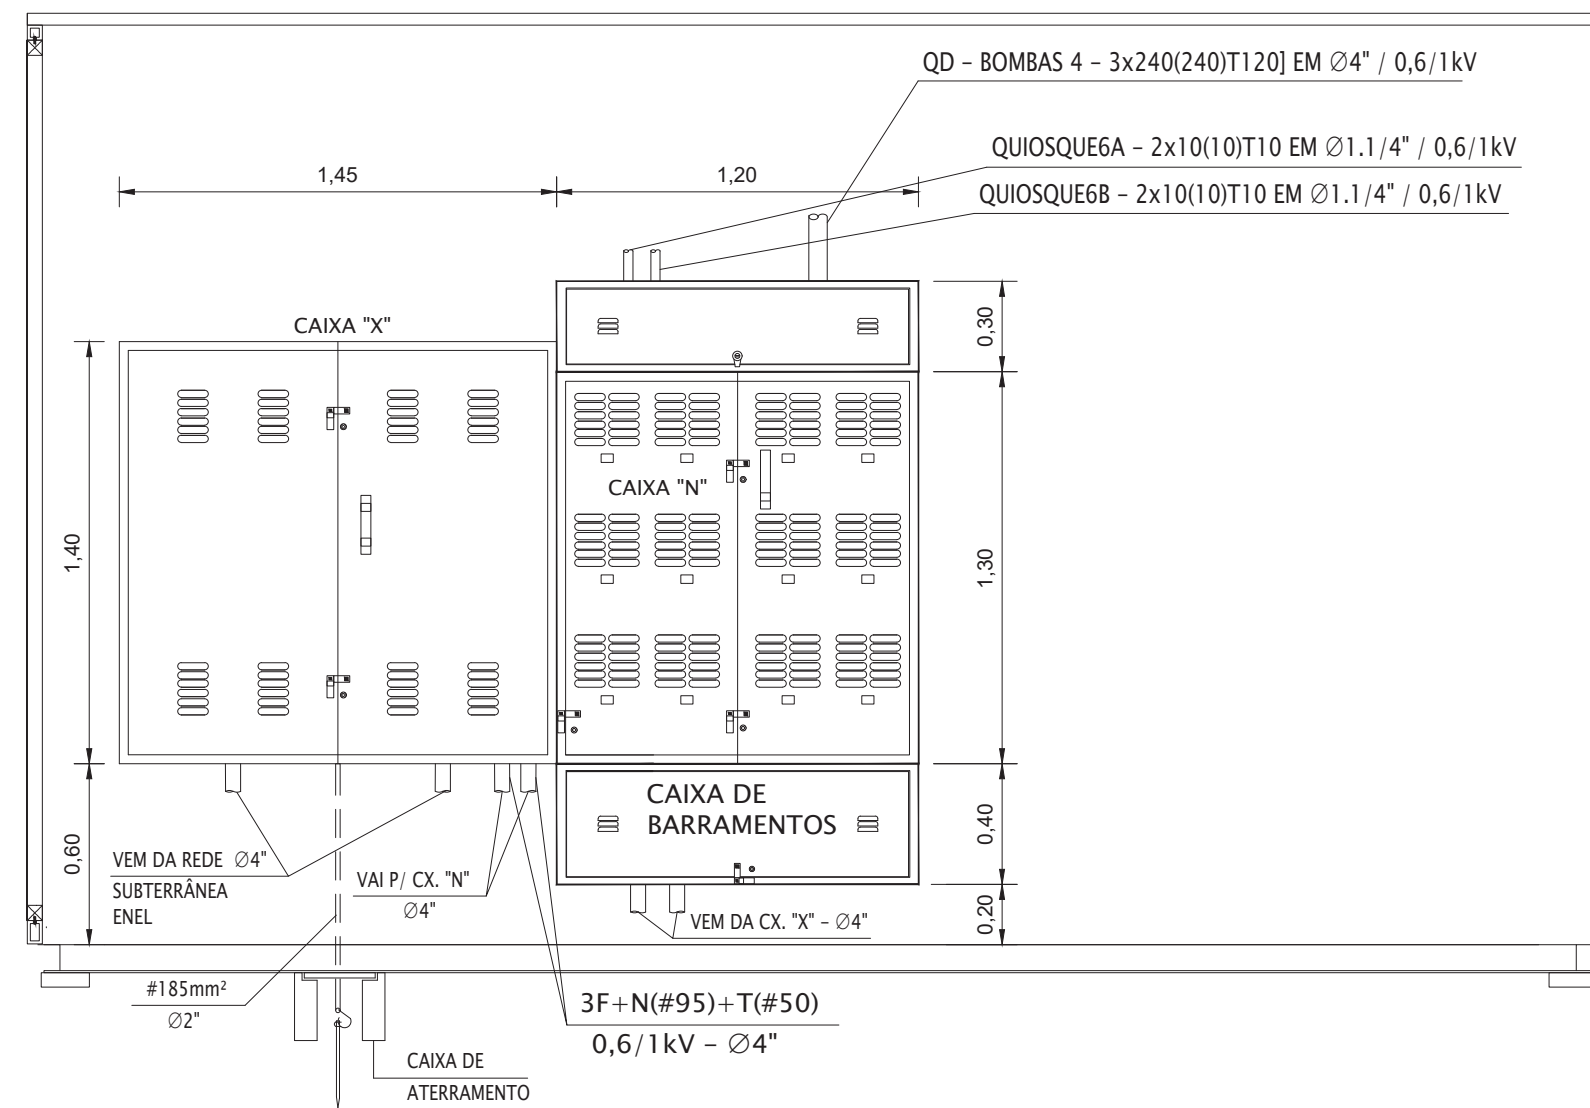 QD – BOMBAS 4 – 3x240(240)T120] EM ∅4" / 0,6/1kV
QUIOSQUE6A – 2x10(10)T10 EM ∅1.1/4" / 0,6/1kV
1,45
1,20
QUIOSQUE6B – 2x10(10)T10 EM ∅1.1/4" / 0,6/1kV
CAIXA "X"
0,30
CAIXA "N"
1,40
1,30
CAIXA DE
BARRAMENTOS
0,40
0,60
VEM DA REDE ∅4"
SUBTERRÂNEA
ENEL
VAI P/ CX. "N"
∅4"
VEM DA CX. "X" – ∅4"
0,20
#185mm²
∅2"
3F+N(#95)+T(#50)
0,6/1kV – ∅4"
CAIXA DE
ATERRAMENTO